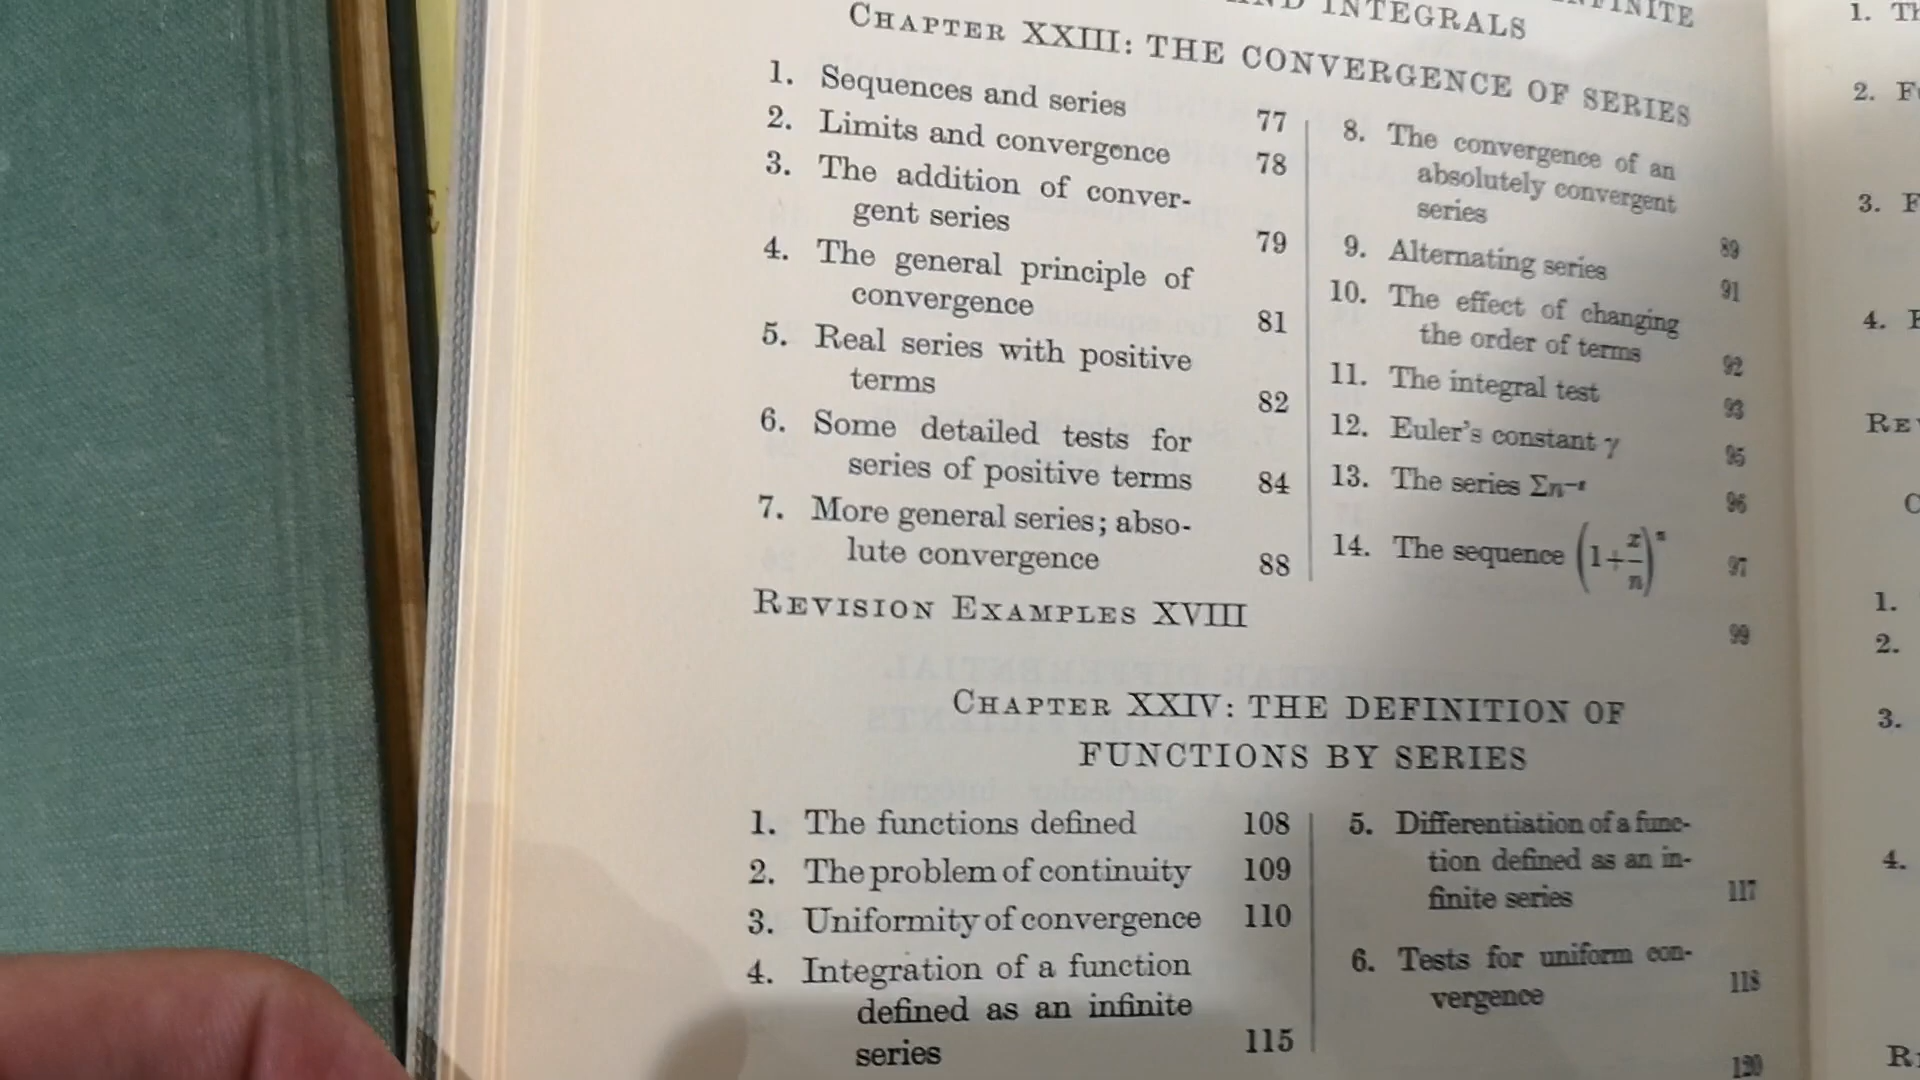 INFINITE
AND INTEGRALS
CHAPTER XXIII: THE CONVERGENCE OF SERIES
1. Sequences and series 77
2. Limits and convergence 78
3. The addition of conver-
gent series 79
4. The general principle of
convergence 81
5. Real series with positive
terms 82
6. Some detailed tests for
series of positive terms 84
7. More general series; abso-
lute convergence 88
8. The convergence of an
absolutely convergent
series 89
9. Alternating series 91
10. The effect of changing
the order of terms 92
11. The integral test 93
12. Euler's constant γ 95
13. The series Σn⁻ˢ 96
14. The sequence (1+x/n)ⁿ 97
REVISION EXAMPLES XVIII 99
CHAPTER XXIV: THE DEFINITION OF
FUNCTIONS BY SERIES
1. The functions defined 108
2. The problem of continuity 109
3. Uniformity of convergence 110
4. Integration of a function
defined as an infinite
series 115
5. Differentiation of a func-
tion defined as an in-
finite series 117
6. Tests for uniform con-
vergence 118
120
1.
2.
3.
4.
1.
2.
3.
4.